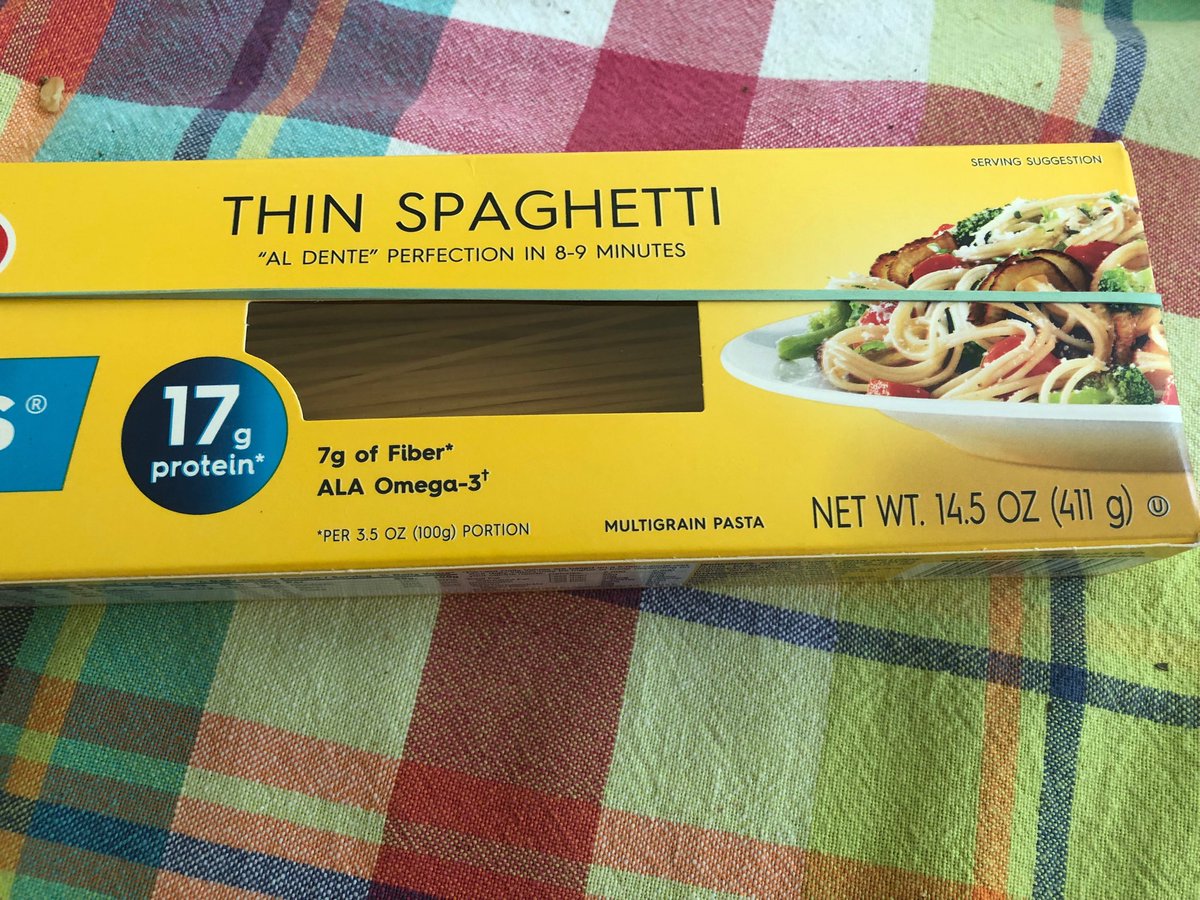 SERVING SUGGESTION
THIN SPAGHETTI
"AL DENTE" PERFECTION IN 8-9 MINUTES
S®
17g
protein*
7g of Fiber*
ALA Omega-3†
*PER 3.5 OZ (100g) PORTION
MULTIGRAIN PASTA
NET WT. 14.5 OZ (411 g) Ⓤ